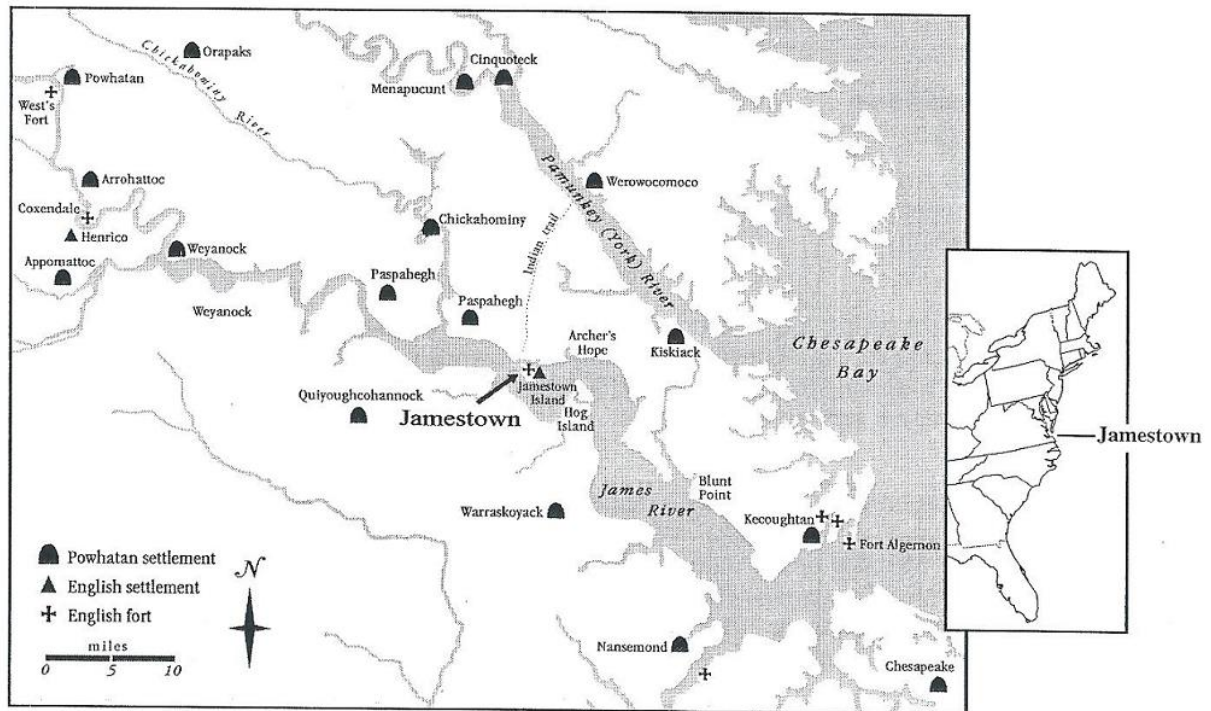 Orapaks
Chickahominy River
Cinquoteck
Powhatan
Menapucunt
West's
Fort
Pamunkey (York) River
Arrohattoc
Werowocomoco
Coxendale
Chickahominy
Indian trail
Henrico
Weyanock
Appomattoc
Paspahegh
Weyanock
Paspahegh
Archer's
Hope
Kiskiack
Chesapeake
Bay
Jamestown
Island
Quiyoughcohannock
Jamestown
Hog
Island
Jamestown
James
River
Blunt
Point
Warraskoyack
Kecoughtan
Fort Algernon
Powhatan settlement
N
English settlement
English fort
miles
0 5 10
Nansemond
Chesapeake